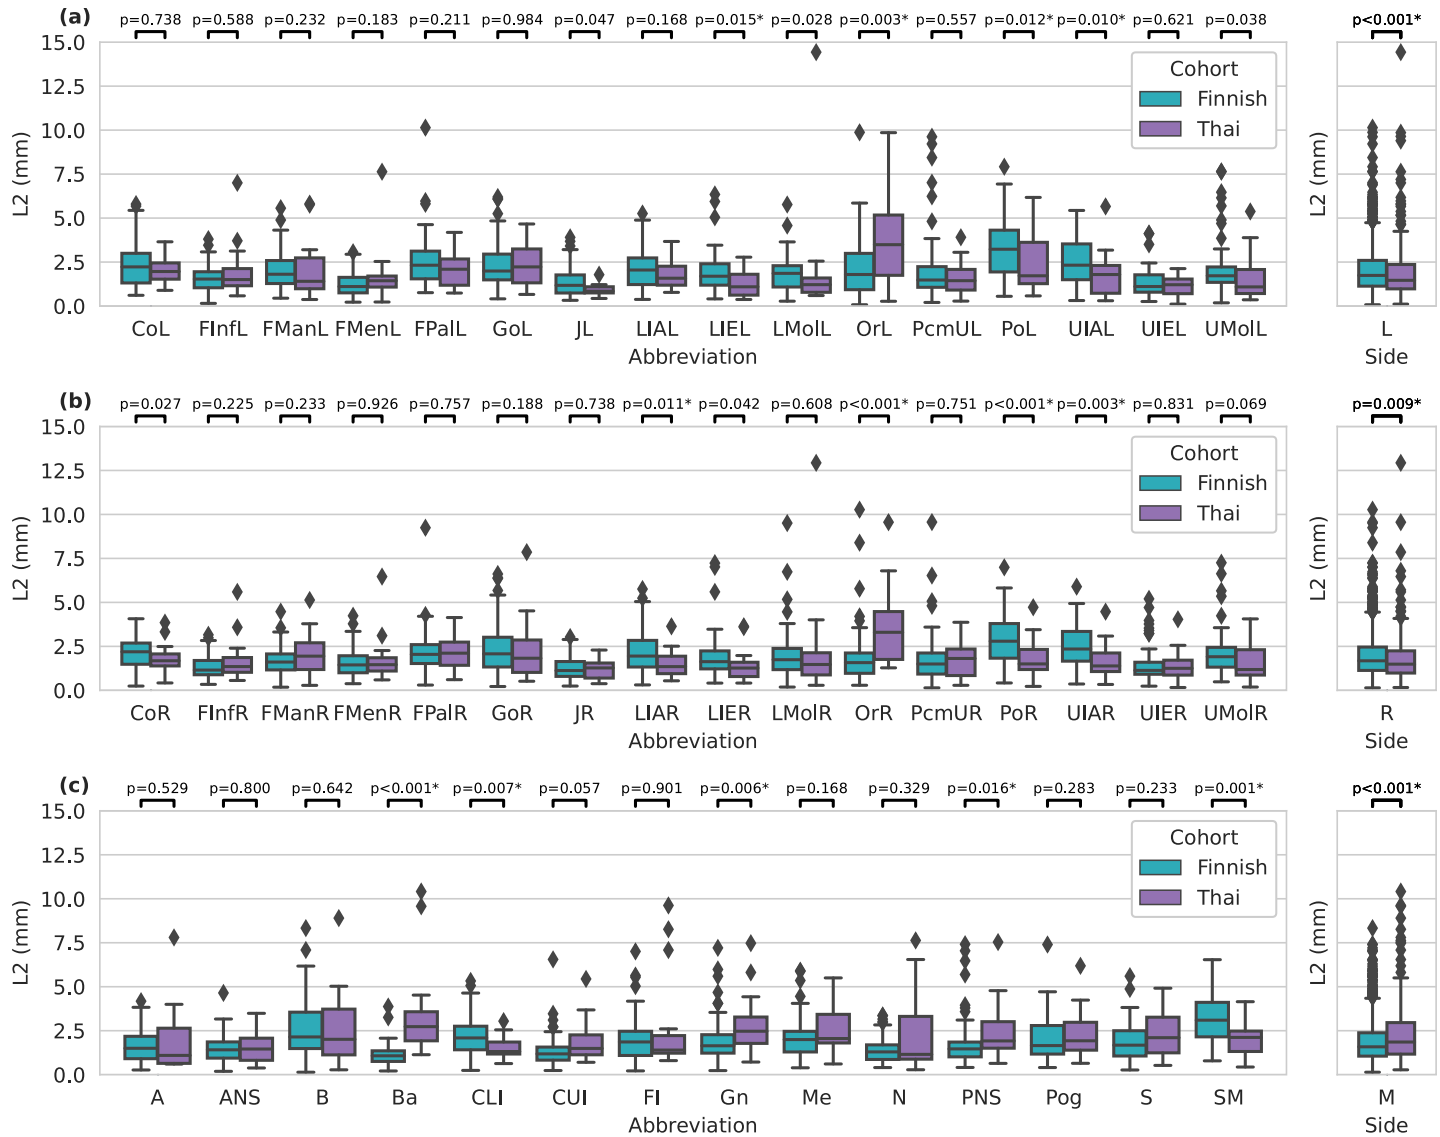 (a)
p=0.738 p=0.588 p=0.232 p=0.183 p=0.211 p=0.984 p=0.047 p=0.168 p=0.015* p=0.028 p=0.003* p=0.557 p=0.012* p=0.010* p=0.621 p=0.038 p<0.001*
15.0
12.5
10.0
7.5
5.0
2.5
0.0
L2 (mm)
Cohort
Finnish
Thai
L2 (mm)
CoL FInfL FManL FMenL FPalL GoL JL LIAL LIEL LMolL OrL PcmUL PoL UIAL UIEL UMolL L
Abbreviation Side
(b)
p=0.027 p=0.225 p=0.233 p=0.926 p=0.757 p=0.188 p=0.738 p=0.011* p=0.042 p=0.608 p<0.001* p=0.751 p<0.001* p=0.003* p=0.831 p=0.069 p=0.009*
15.0
12.5
10.0
7.5
5.0
2.5
0.0
L2 (mm)
Cohort
Finnish
Thai
L2 (mm)
CoR FInfR FManR FMenR FPalR GoR JR LIAR LIER LMolR OrR PcmUR PoR UIAR UIER UMolR R
Abbreviation Side
(c)
p=0.529 p=0.800 p=0.642 p<0.001* p=0.007* p=0.057 p=0.901 p=0.006* p=0.168 p=0.329 p=0.016* p=0.283 p=0.233 p=0.001* p<0.001*
15.0
12.5
10.0
7.5
5.0
2.5
0.0
L2 (mm)
Cohort
Finnish
Thai
L2 (mm)
A ANS B Ba CLI CUI FI Gn Me N PNS Pog S SM M
Abbreviation Side